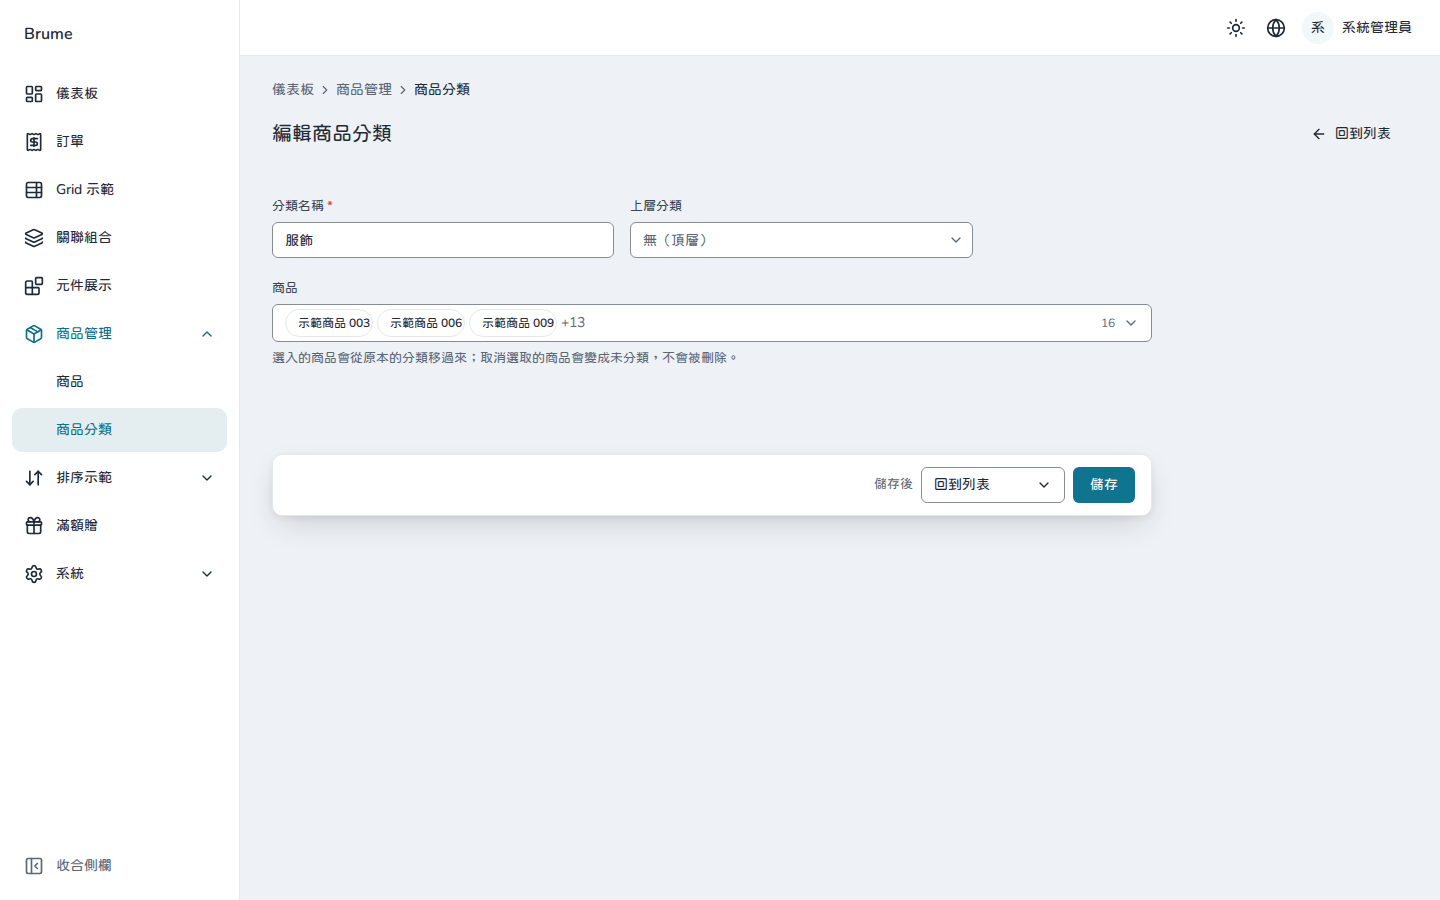 Brume
系 系統管理員
儀表板
訂單
Grid 示範
關聯組合
元件展示
商品管理
商品
商品分類
排序示範
滿額贈
系統
收合側欄
儀表板 > 商品管理 > 商品分類
編輯商品分類
回到列表
分類名稱 *
服飾
上層分類
無（頂層）
商品
示範商品 003 示範商品 006 示範商品 009 +13 16
選入的商品會從原本的分類移過來；取消選取的商品會變成未分類，不會被刪除。
儲存後 回到列表 儲存